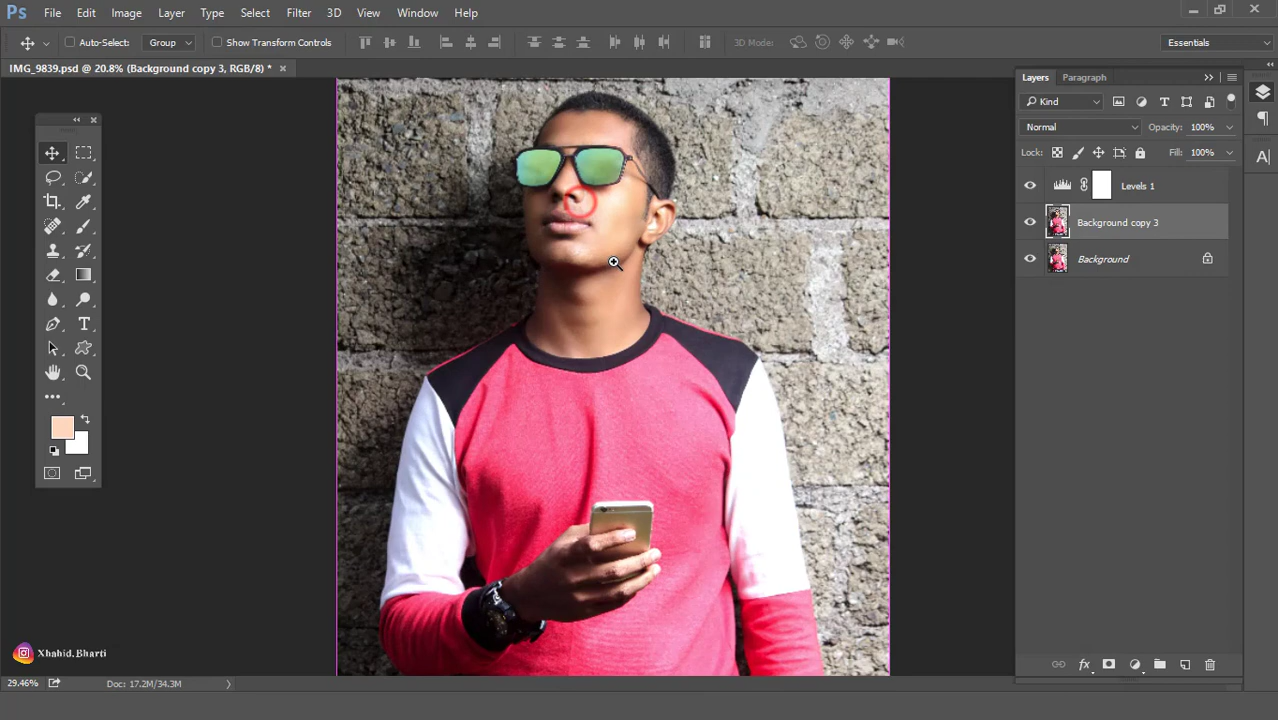 Ps File Edit Image Layer Type Select Filter 3D View Window Help
Auto-Select: Group Show Transform Controls 3D Mode: Essentials
IMG_9839.psd @ 20.8% (Background copy 3, RGB/8) * ×
Layers Paragraph
Kind
Normal Opacity: 100%
Lock: Fill: 100%
Levels 1
Background copy 3
Background
Xhahid.Bharti
29.46% Doc: 17.2M/34.3M